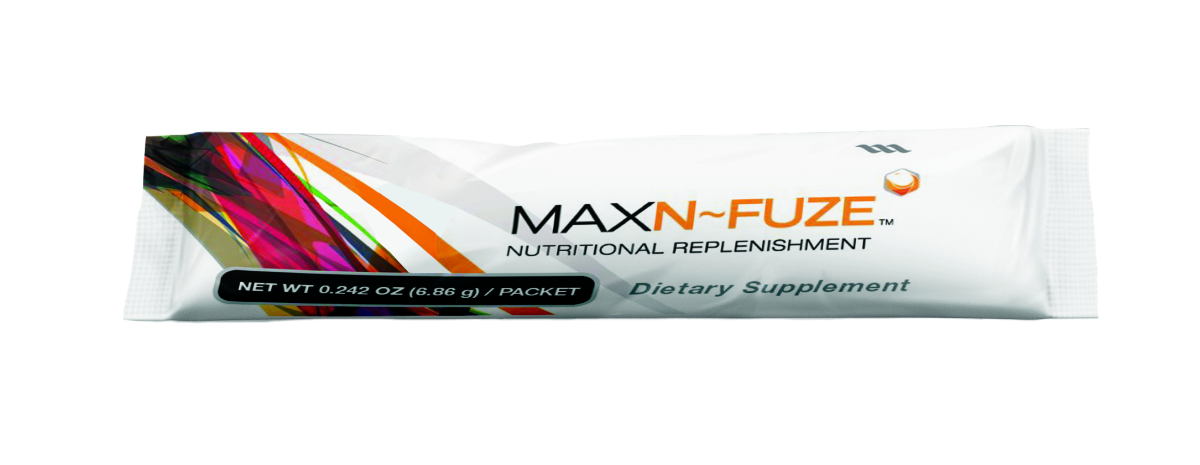 MAXN~FUZE™
NUTRITIONAL REPLENISHMENT
NET WT 0.242 OZ (6.86 g) / PACKET
Dietary Supplement